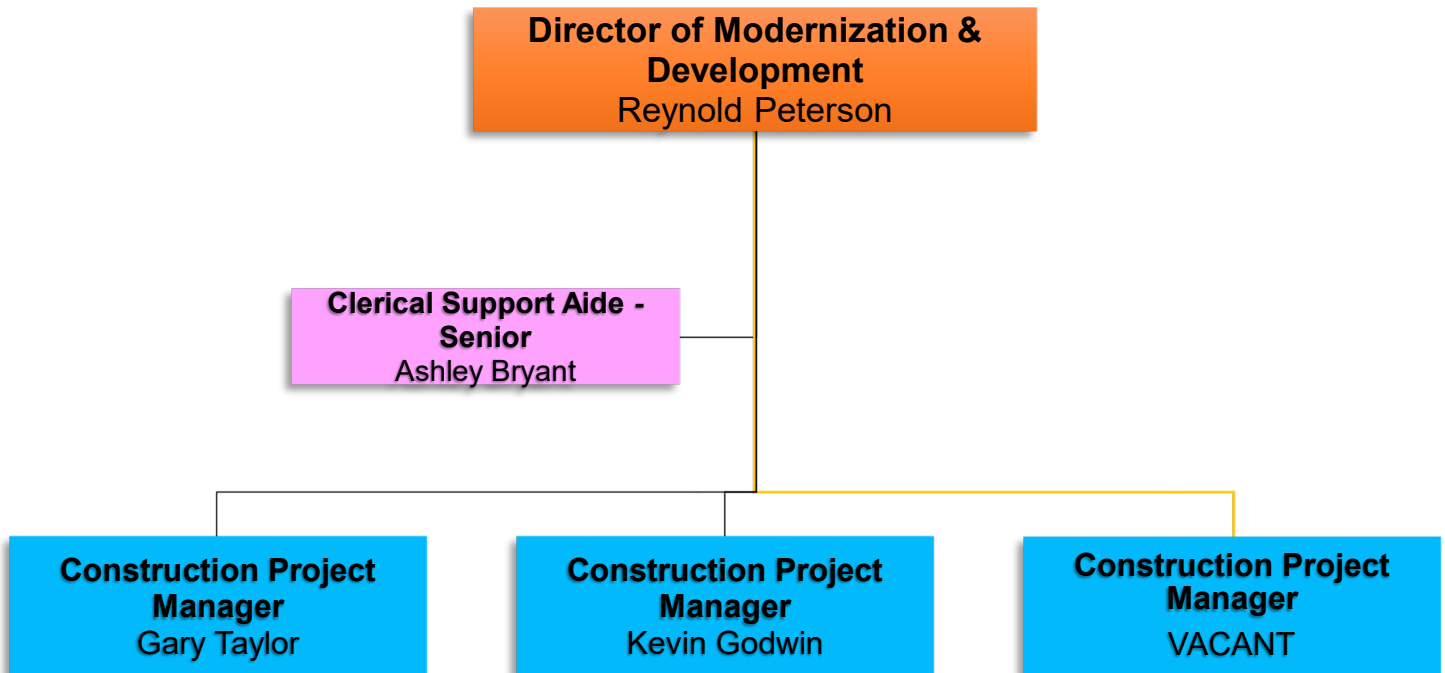 Director of Modernization &
Development
Reynold Peterson
Clerical Support Aide -
Senior
Ashley Bryant
Construction Project
Manager
Gary Taylor
Construction Project
Manager
Kevin Godwin
Construction Project
Manager
VACANT